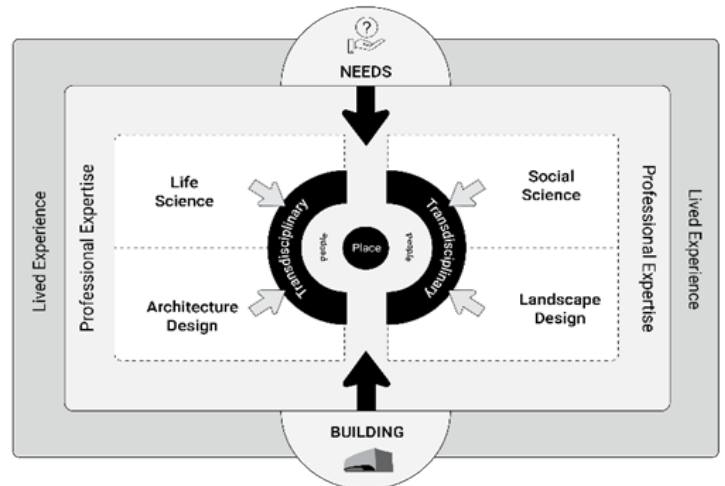 ?
NEEDS
Lived Experience
Professional Expertise
Life
Science
Social
Science
Professional Expertise
Lived Experience
Transdisciplinary
people
Place
people
Transdisciplinary
Architecture
Design
Landscape
Design
BUILDING